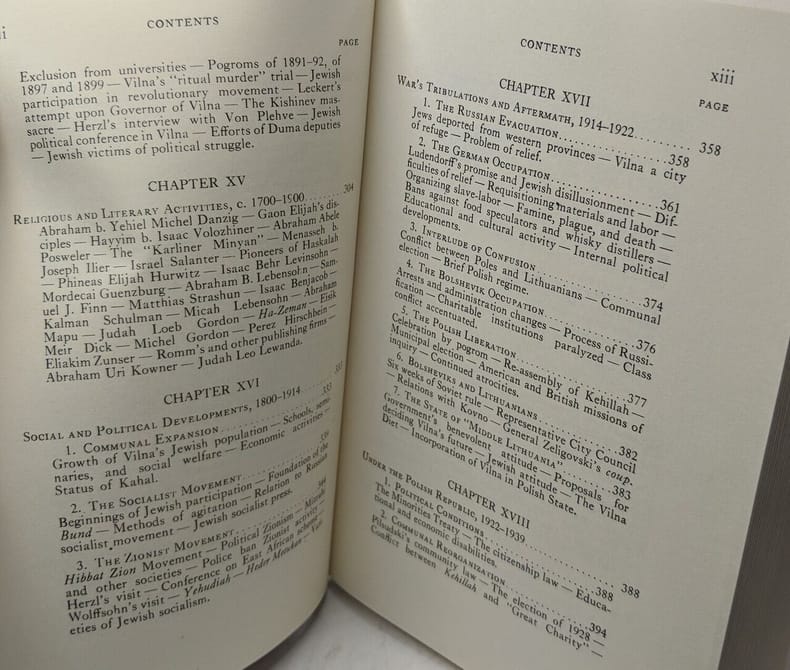 CONTENTS
PAGE
Exclusion from universities — Pogroms of 1891–92, of
1897 and 1899 — Vilna's "ritual murder" trial — Jewish
participation in revolutionary movement — Leckert's
attempt upon Governor of Vilna — The Kishinev mas-
sacre — Herzl's interview with Von Plehve — Jewish
political conference in Vilna — Efforts of Duma deputies
— Jewish victims of political struggle.
CHAPTER XV
RELIGIOUS AND LITERARY ACTIVITIES, c. 1700–1900 304
Abraham b. Yehiel Michel Danzig — Gaon Elijah's dis-
ciples — Hayyim b. Isaac Volozhiner — Abraham Abele
Posweler — The "Karliner Minyan" — Menasseh b.
Joseph Ilier — Israel Salanter — Pioneers of Haskalah
— Phineas Elijah Hurwitz — Isaac Behr Levinsohn —
Mordecai Guenzburg — Abraham B. Lebensohn — Sam-
uel J. Finn — Matthias Strashun — Isaac Benjacob —
Kalman Schulman — Micah Lebensohn — Abraham
Mapu — Judah Loeb Gordon — Ha-Zeman — Eisik
Meir Dick — Michel Gordon — Perez Hirschbein —
Eliakim Zunser — Romm's and other publishing firms —
Abraham Uri Kowner — Judah Leo Lewanda.
CHAPTER XVI
SOCIAL AND POLITICAL DEVELOPMENTS, 1800–1914 333
1. COMMUNAL EXPANSION 333
Growth of Vilna's Jewish population — Schools, semi-
naries, and social welfare — Economic activities —
Status of Kahal.
2. THE SOCIALIST MOVEMENT
Beginnings of Jewish participation — Foundation of the
Bund — Methods of agitation — Relation to Russian
socialist movement — Jewish socialist press.
3. THE ZIONIST MOVEMENT 344
Hibbat Zion Movement — Political Zionism — Mizrahi
and other societies — Police ban Zionist activity —
Herzl's visit — Conference on East African scheme —
Wolffsohn's visit — Yehudiah — Heder Metukan — Vari-
eties of Jewish socialism.
CONTENTS
xiii
PAGE
CHAPTER XVII
WAR'S TRIBULATIONS AND AFTERMATH, 1914–1922 358
1. THE RUSSIAN EVACUATION 358
Jews deported from western provinces — Vilna a city
of refuge — Problem of relief.
2. THE GERMAN OCCUPATION 361
Ludendorff's promise and Jewish disillusionment — Dif-
ficulties of relief — Requisitioning materials and labor —
Organizing slave-labor — Famine, plague, and death —
Bans against food speculators and whisky distillers —
Educational and cultural activity — Internal political
developments.
3. INTERLUDE OF CONFUSION 374
Conflict between Poles and Lithuanians — Communal
election — Brief Polish regime.
4. THE BOLSHEVIK OCCUPATION 376
Arrests and administration changes — Process of Russi-
fication — Charitable institutions paralyzed — Class
conflict accentuated.
5. THE POLISH LIBERATION 377
Celebration by pogrom — Re-assembly of Kehillah —
Municipal election — American and British missions of
inquiry — Continued atrocities.
6. BOLSHEVIKS AND LITHUANIANS 382
Six weeks of Soviet rule — Representative City Council
— Relations with Kovno — General Zeligovski's coup.
7. THE STATE OF "MIDDLE LITHUANIA" 383
Government's benevolent attitude — Proposals for
deciding Vilna's future — Jewish attitude — The Vilna
Diet — Incorporation of Vilna in Polish State.
CHAPTER XVIII
UNDER THE POLISH REPUBLIC, 1922–1939 388
1. POLITICAL CONDITIONS 388
The Minorities Treaty — The citizenship law — Educa-
tional and economic disabilities.
2. COMMUNAL REORGANIZATION 394
Pilsudski's community law — The election of 1928 —
Conflict between Kehillah and "Great Charity" —